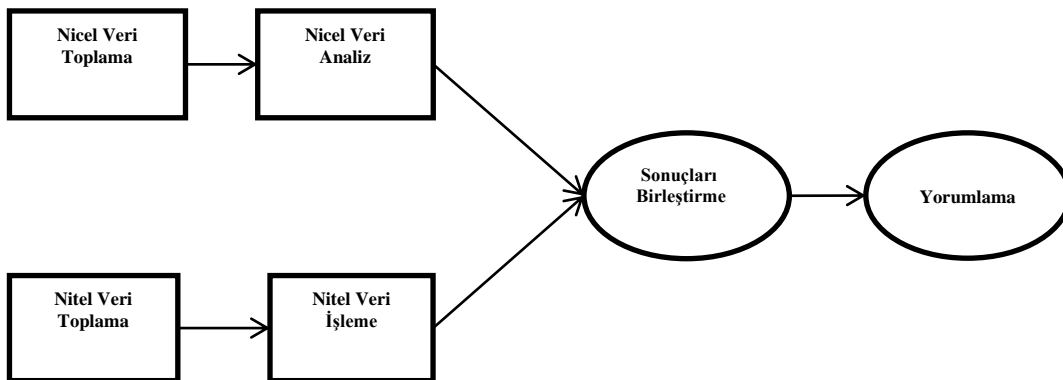 Nicel Veri
Toplama
Nicel Veri
Analiz
Sonuçları
Birleştirme
Yorumlama
Nitel Veri
Toplama
Nitel Veri
İşleme